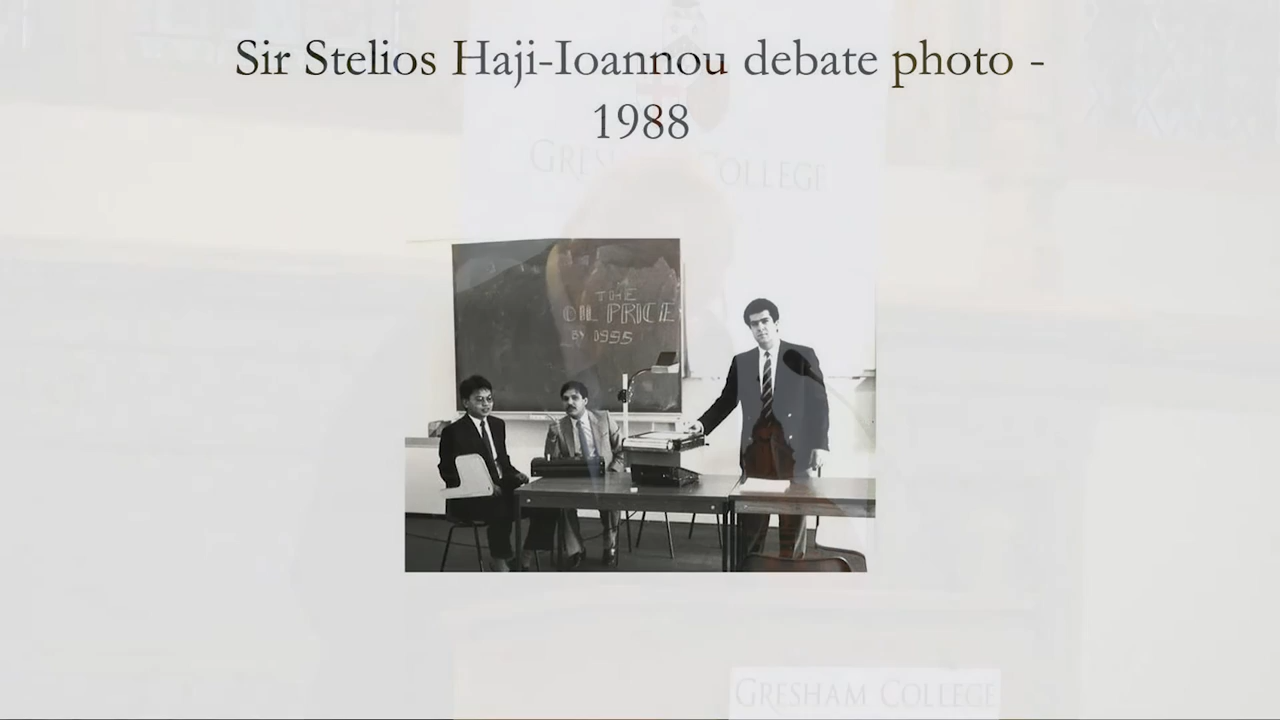 Sir Stelios Haji-Ioannou debate photo -
1988
GRESHAM COLLEGE
THE
OIL PRICE
BY 1995
GRESHAM COLLEGE